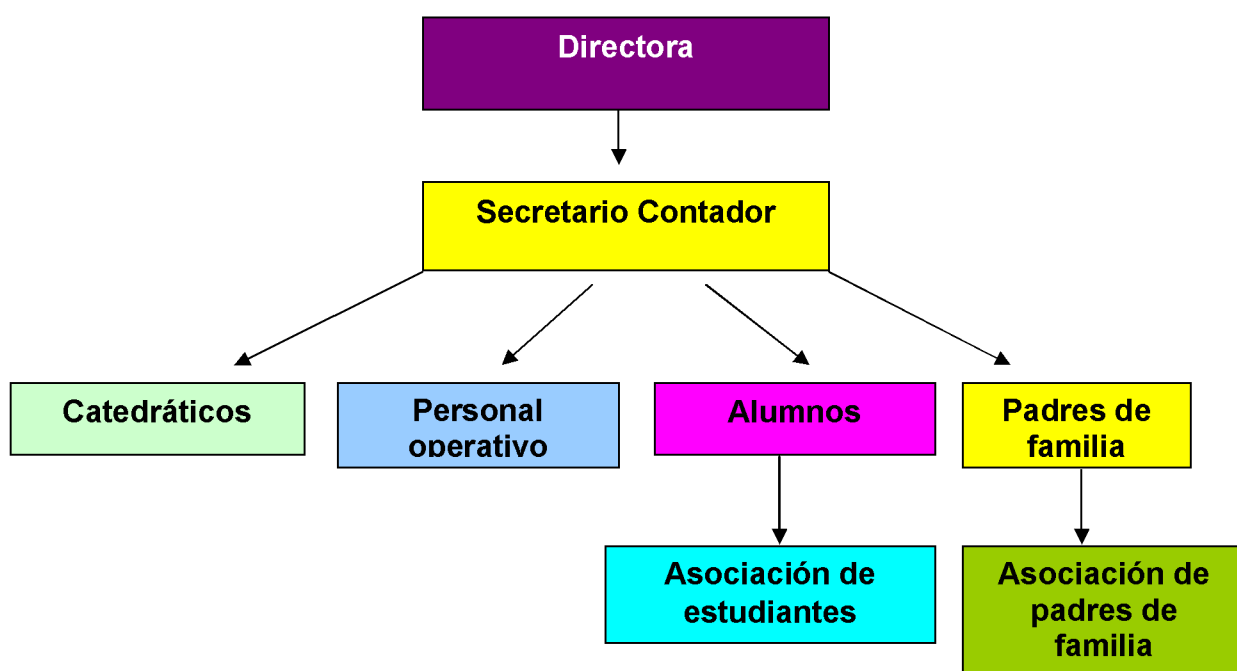 Directora
Secretario Contador
Catedráticos
Personal
operativo
Alumnos
Padres de
familia
Asociación de
estudiantes
Asociación de
padres de
familia